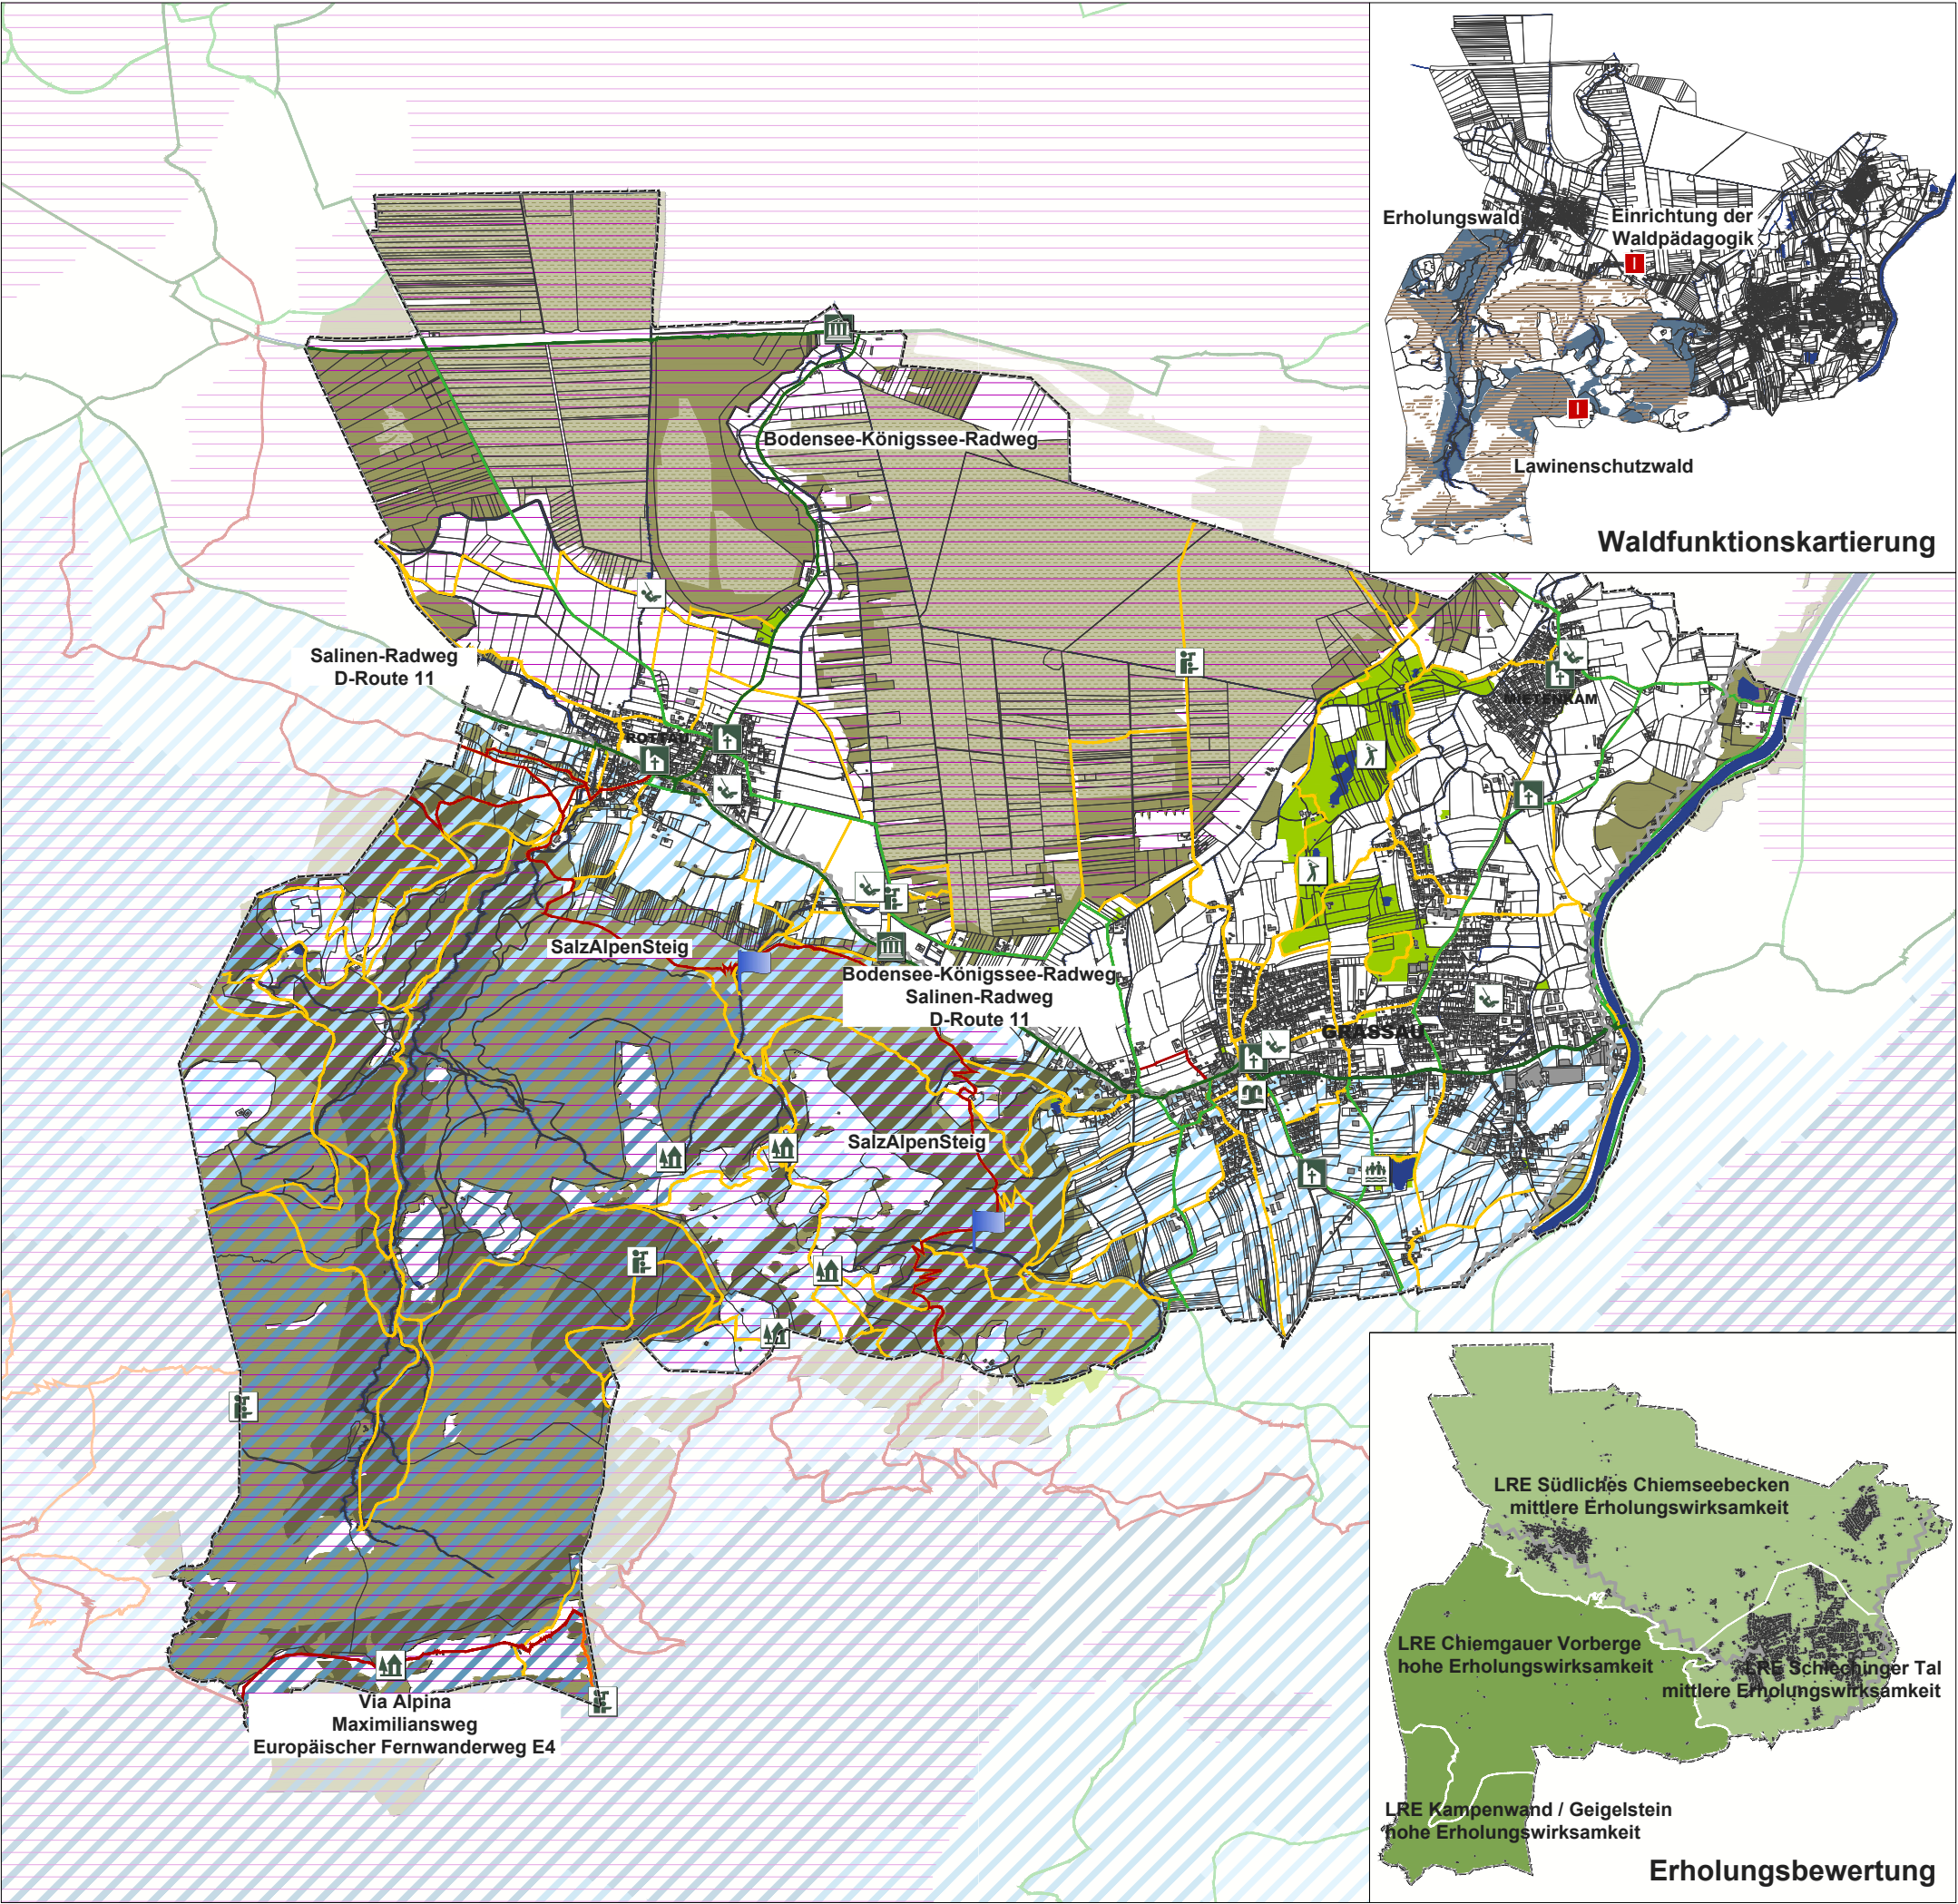 Erholungswald
Einrichtung der
Waldpädagogik
Lawinenschutzwald
Waldfunktionskartierung
Bodensee-Königssee-Radweg
Salinen-Radweg
D-Route 11
MIETENKAM
ROTTAU
SalzAlpenSteig
Bodensee-Königssee-Radweg
Salinen-Radweg
D-Route 11
GRASSAU
SalzAlpenSteig
Via Alpina
Maximiliansweg
Europäischer Fernwanderweg E4
LRE Südliches Chiemseebecken
mittlere Erholungswirksamkeit
LRE Chiemgauer Vorberge
hohe Erholungswirksamkeit
LRE Schlechinger Tal
mittlere Erholungswirksamkeit
LRE Kampenwand / Geigelstein
hohe Erholungswirksamkeit
Erholungsbewertung